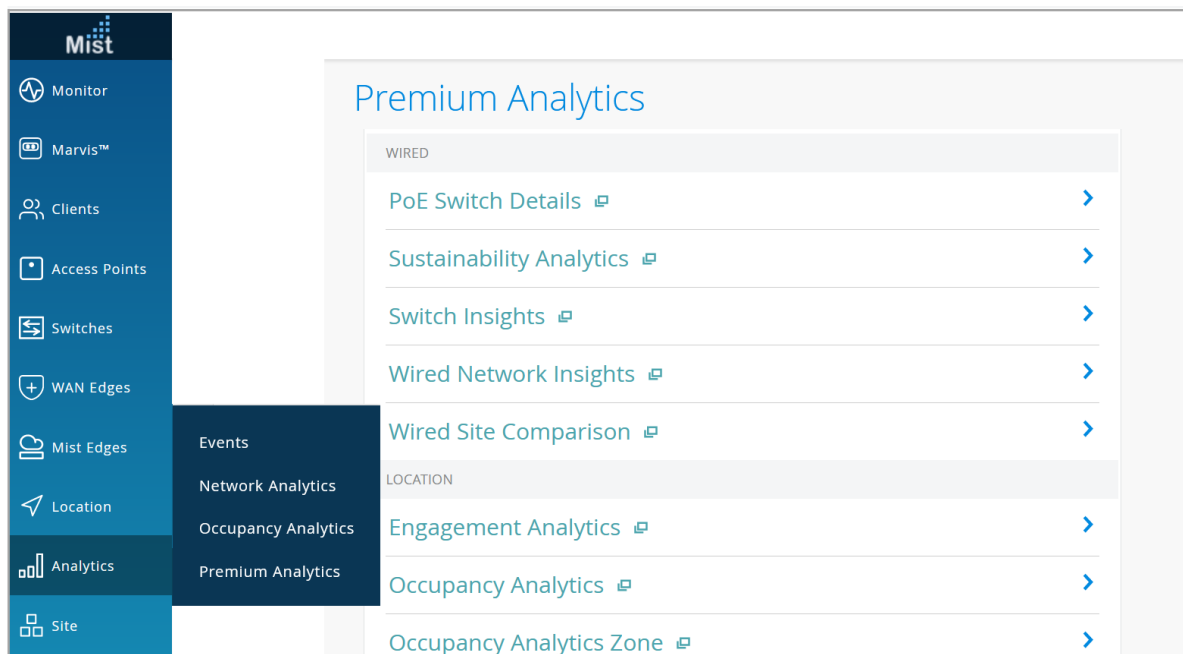 Mist
Monitor
Marvis™
Clients
Access Points
Switches
WAN Edges
Mist Edges
Location
Analytics
Site
Events
Network Analytics
Occupancy Analytics
Premium Analytics
Premium Analytics
WIRED
PoE Switch Details
Sustainability Analytics
Switch Insights
Wired Network Insights
Wired Site Comparison
LOCATION
Engagement Analytics
Occupancy Analytics
Occupancy Analytics Zone